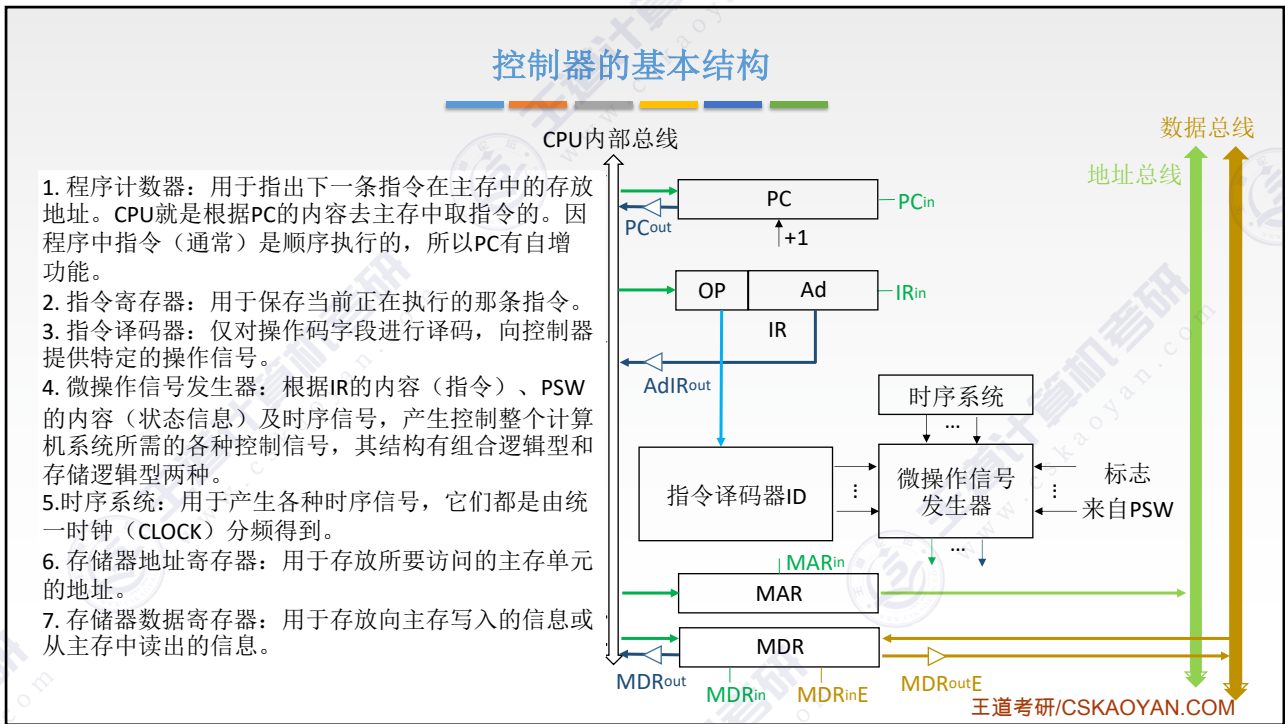 控制器的基本结构
CPU内部总线
数据总线
地址总线
1. 程序计数器：用于指出下一条指令在主存中的存放
地址。CPU就是根据PC的内容去主存中取指令的。因
程序中指令（通常）是顺序执行的，所以PC有自增
功能。
2. 指令寄存器：用于保存当前正在执行的那条指令。
3. 指令译码器：仅对操作码字段进行译码，向控制器
提供特定的操作信号。
4. 微操作信号发生器：根据IR的内容（指令）、PSW
的内容（状态信息）及时序信号，产生控制整个计算
机系统所需的各种控制信号，其结构有组合逻辑型和
存储逻辑型两种。
5.时序系统：用于产生各种时序信号，它们都是由统
一时钟（CLOCK）分频得到。
6. 存储器地址寄存器：用于存放所要访问的主存单元
的地址。
7. 存储器数据寄存器：用于存放向主存写入的信息或
从主存中读出的信息。
PC
PCin
PCout
+1
OP
Ad
IRin
IR
AdIRout
时序系统
...
指令译码器ID
...
微操作信号
发生器
...
标志
来自PSW
...
MARin
MAR
MDR
MDRout
MDRin
MDRinE
MDRoutE
王道考研/CSKAOYAN.COM
王道计算机考研
www.cskaoyan.com